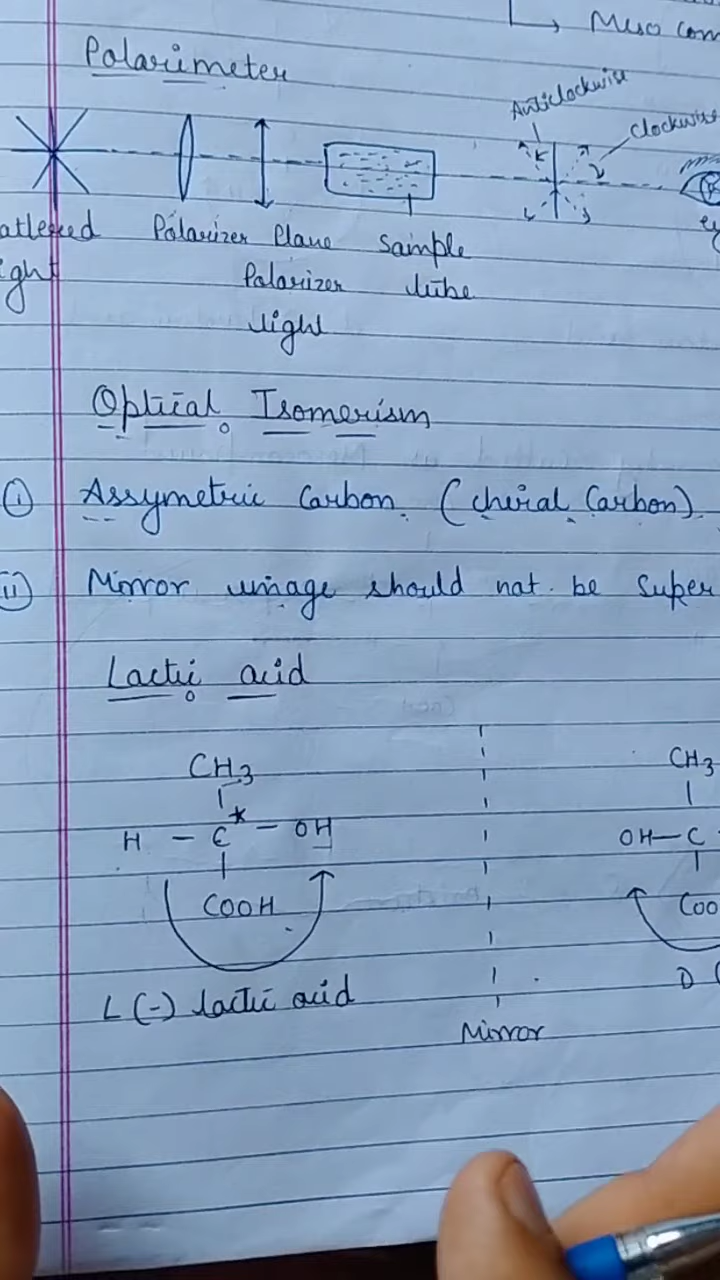 Meso com
Polarimeter
Anticlockwise
clockwise
Polarizer Plane Sample
Polarizer tube
light
Optical Isomerism
(i) Assymetric Carbon. (Chiral Carbon)
(ii) Mirror image should not be Super
Lactic acid
CH3 CH3
H - C* - OH OH - C
COOH COO
L (-) lactic acid D (
Mirror